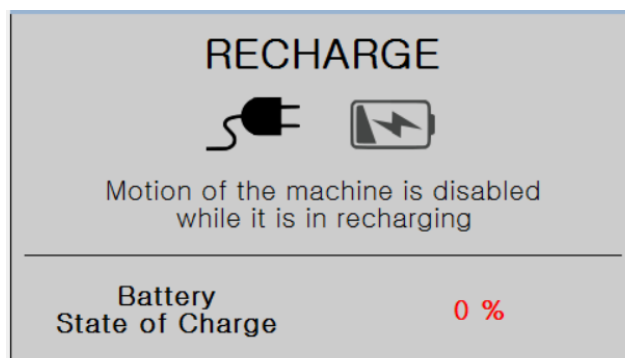 RECHARGE
Motion of the machine is disabled
while it is in recharging
Battery
State of Charge
0 %